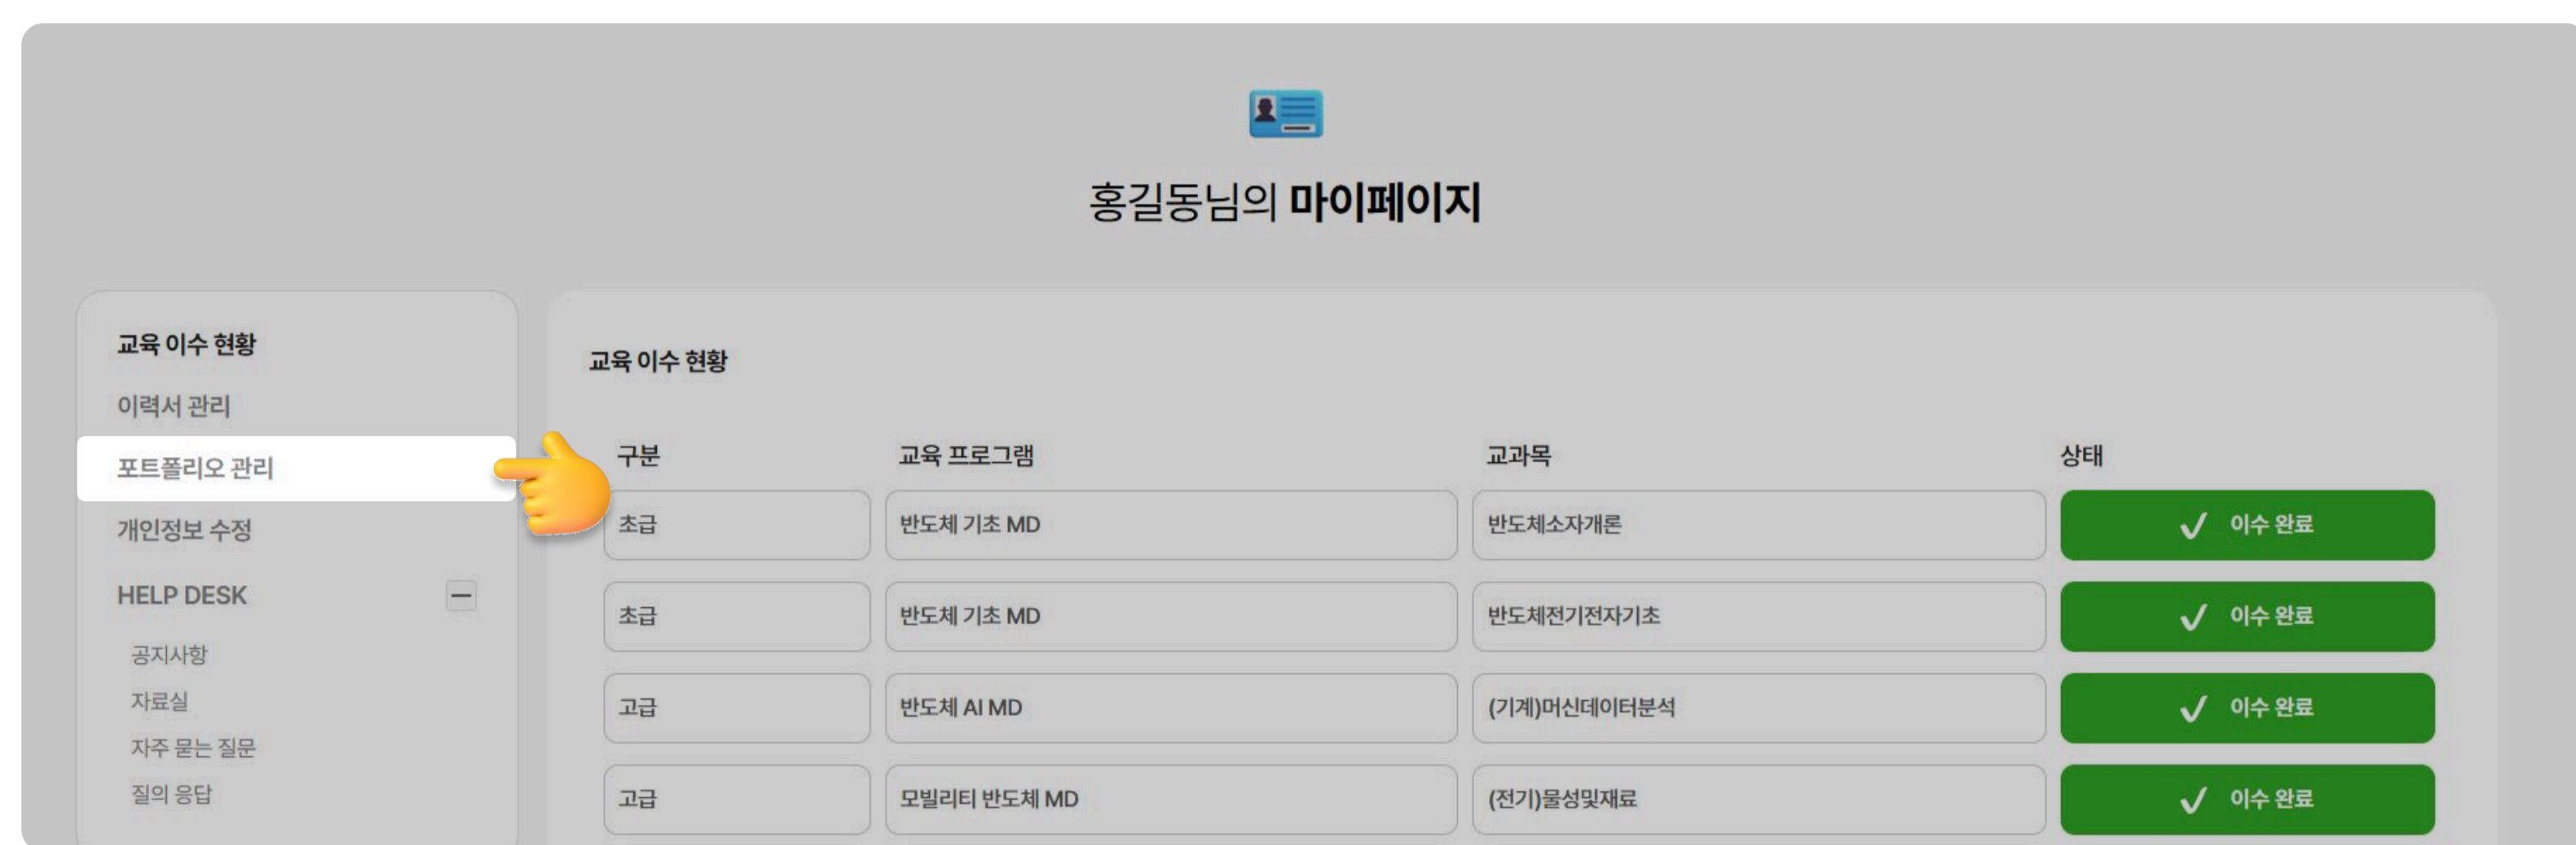 홍길동님의 마이페이지
교육 이수 현황
이력서 관리
포트폴리오 관리
개인정보 수정
HELP DESK
공지사항
자료실
자주 묻는 질문
질의 응답
교육 이수 현황
구분 교육 프로그램 교과목 상태
초급 반도체 기초 MD 반도체소자개론 이수 완료
초급 반도체 기초 MD 반도체전기전자기초 이수 완료
고급 반도체 AI MD (기계)머신데이터분석 이수 완료
고급 모빌리티 반도체 MD (전기)물성및재료 이수 완료